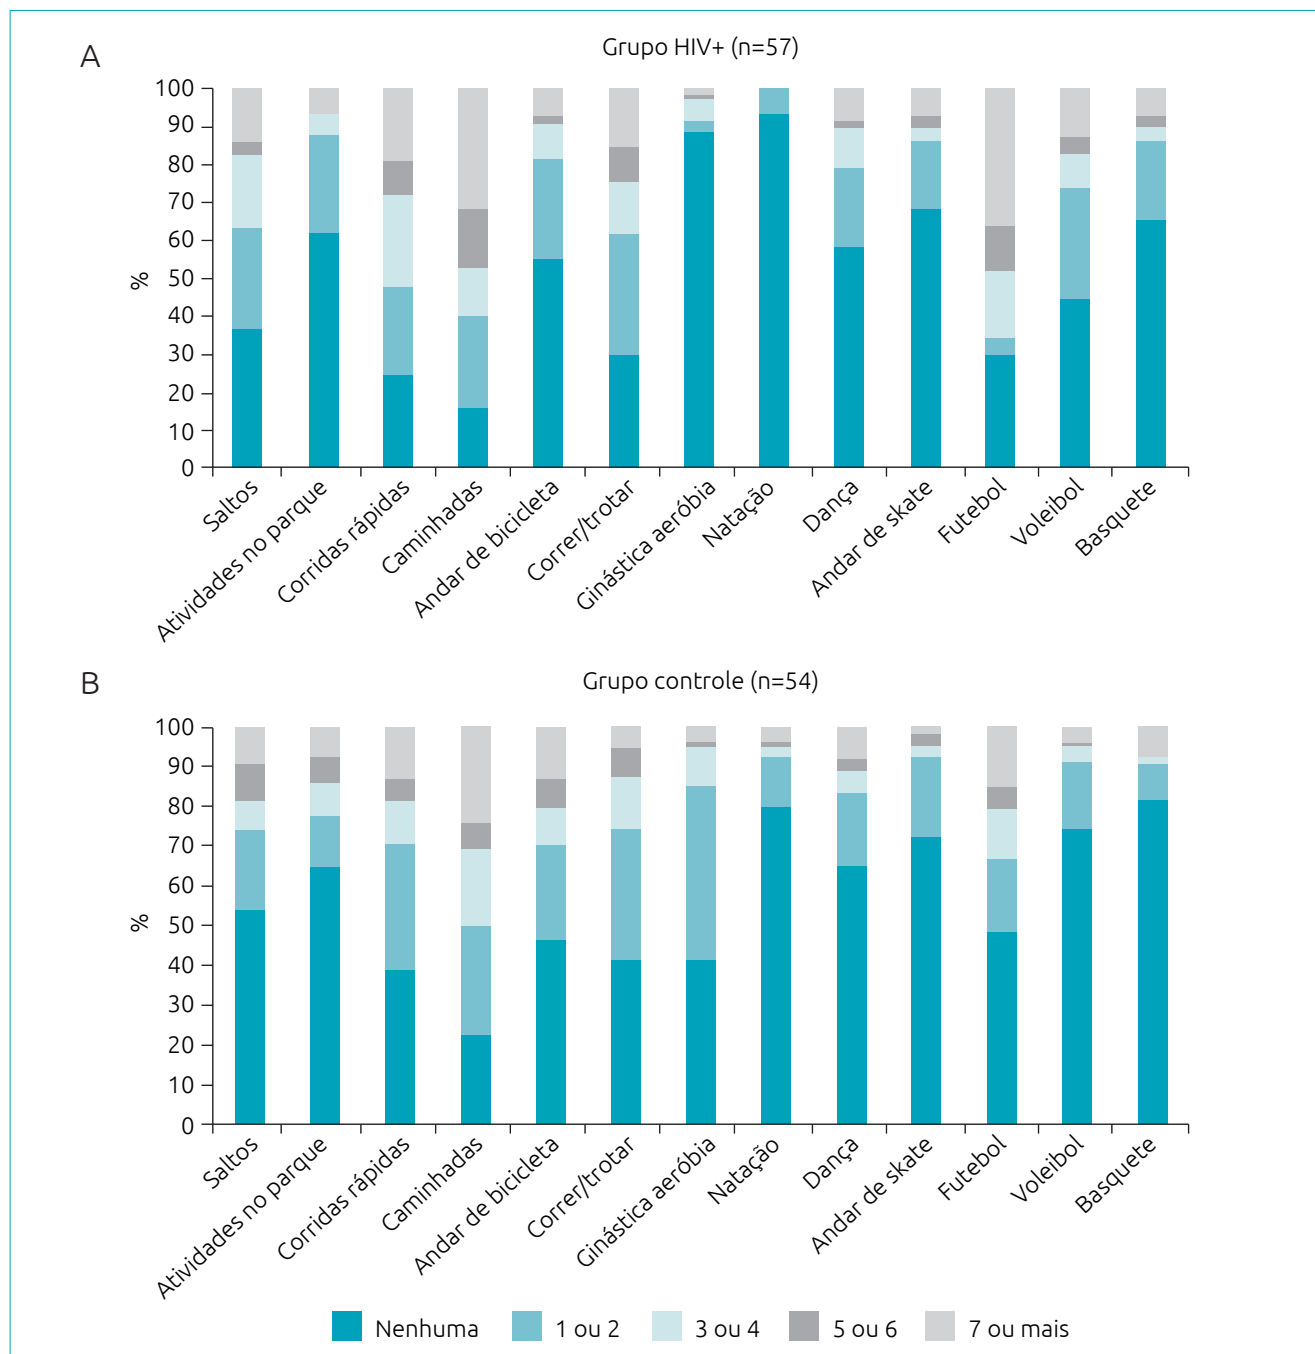 A
Grupo HIV+ (n=57)
100
90
80
70
60
50
40
30
20
10
0
%
Saltos
Atividades no parque
Corridas rápidas
Caminhadas
Andar de bicicleta
Correr/trotar
Ginástica aeróbia
Natação
Dança
Andar de skate
Futebol
Voleibol
Basquete
B
Grupo controle (n=54)
100
90
80
70
60
50
40
30
20
10
0
%
Saltos
Atividades no parque
Corridas rápidas
Caminhadas
Andar de bicicleta
Correr/trotar
Ginástica aeróbia
Natação
Dança
Andar de skate
Futebol
Voleibol
Basquete
Nenhuma
1 ou 2
3 ou 4
5 ou 6
7 ou mais